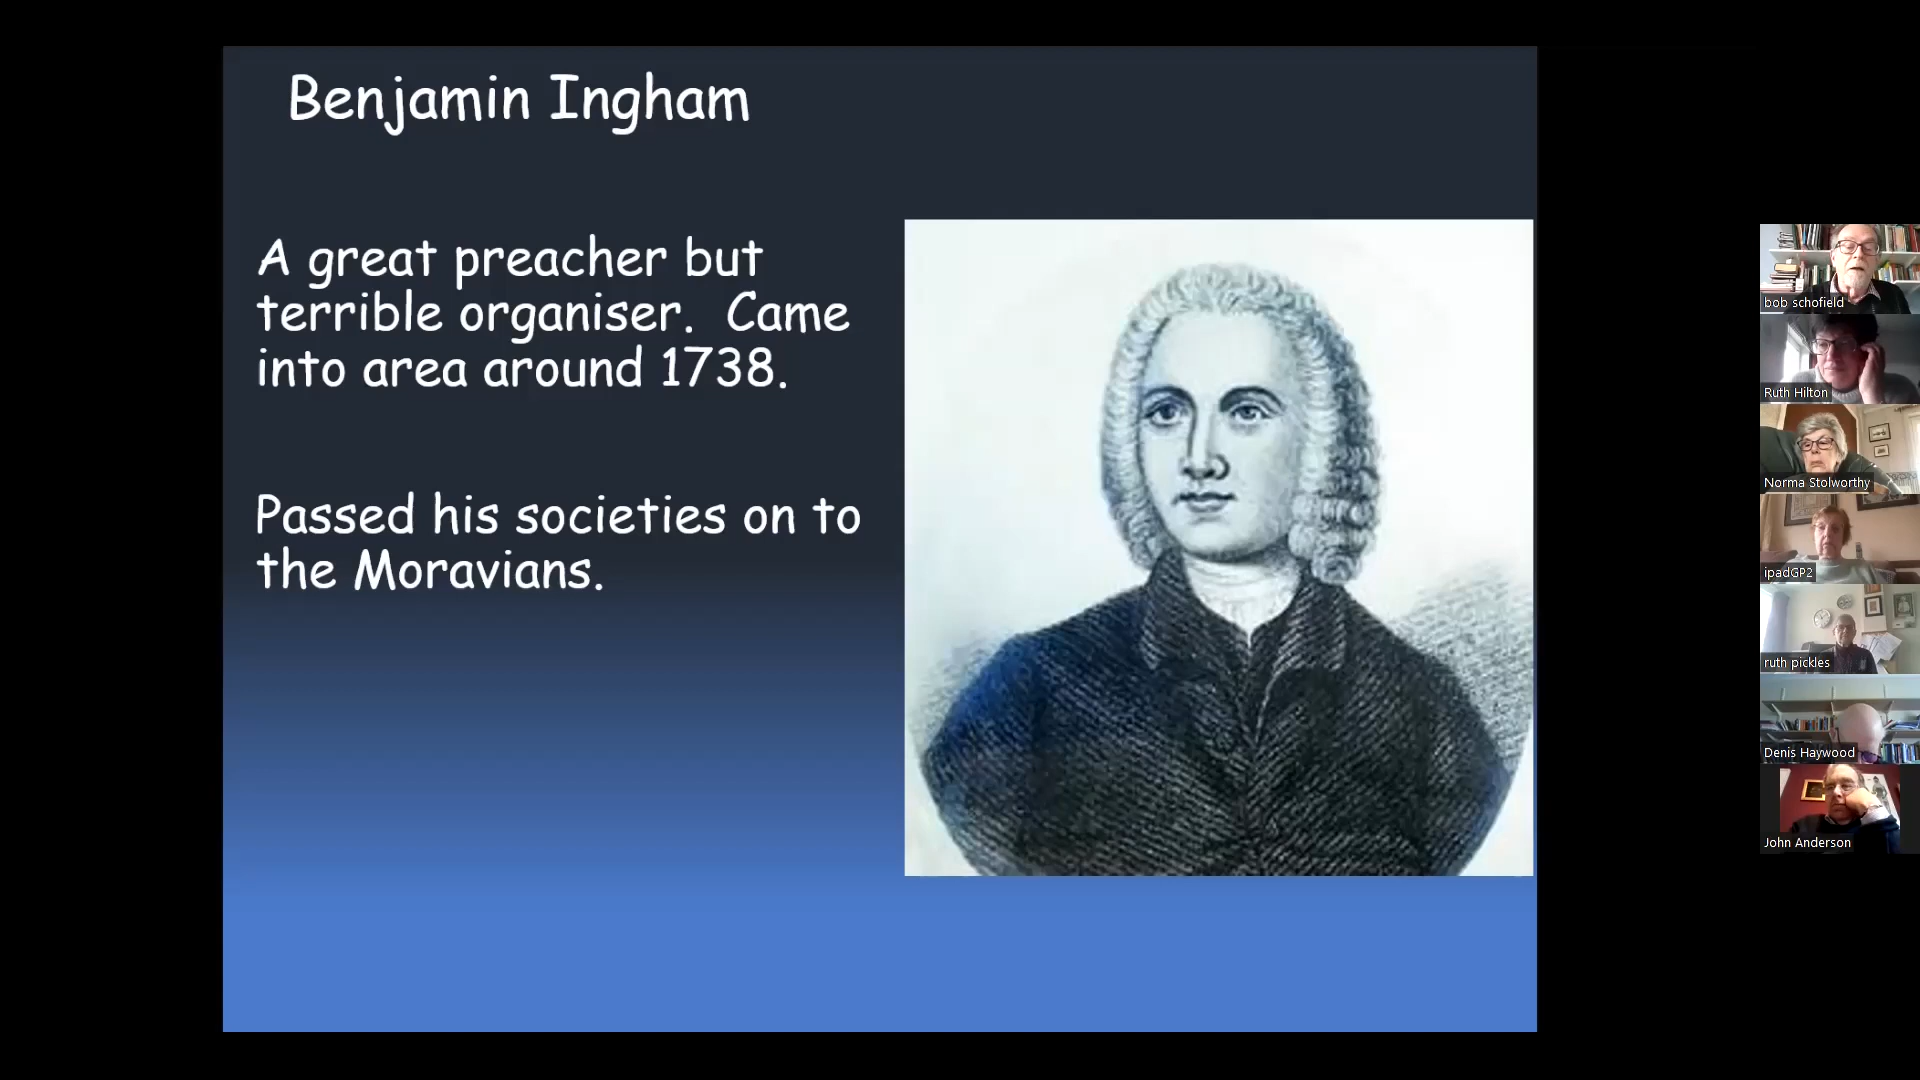 Benjamin Ingham
A great preacher but
terrible organiser.  Came
into area around 1738.
Passed his societies on to
the Moravians.
bob schofield
Ruth Hilton
Norma Stolworthy
ipadGP2
ruth pickles
Denis Haywood
John Anderson